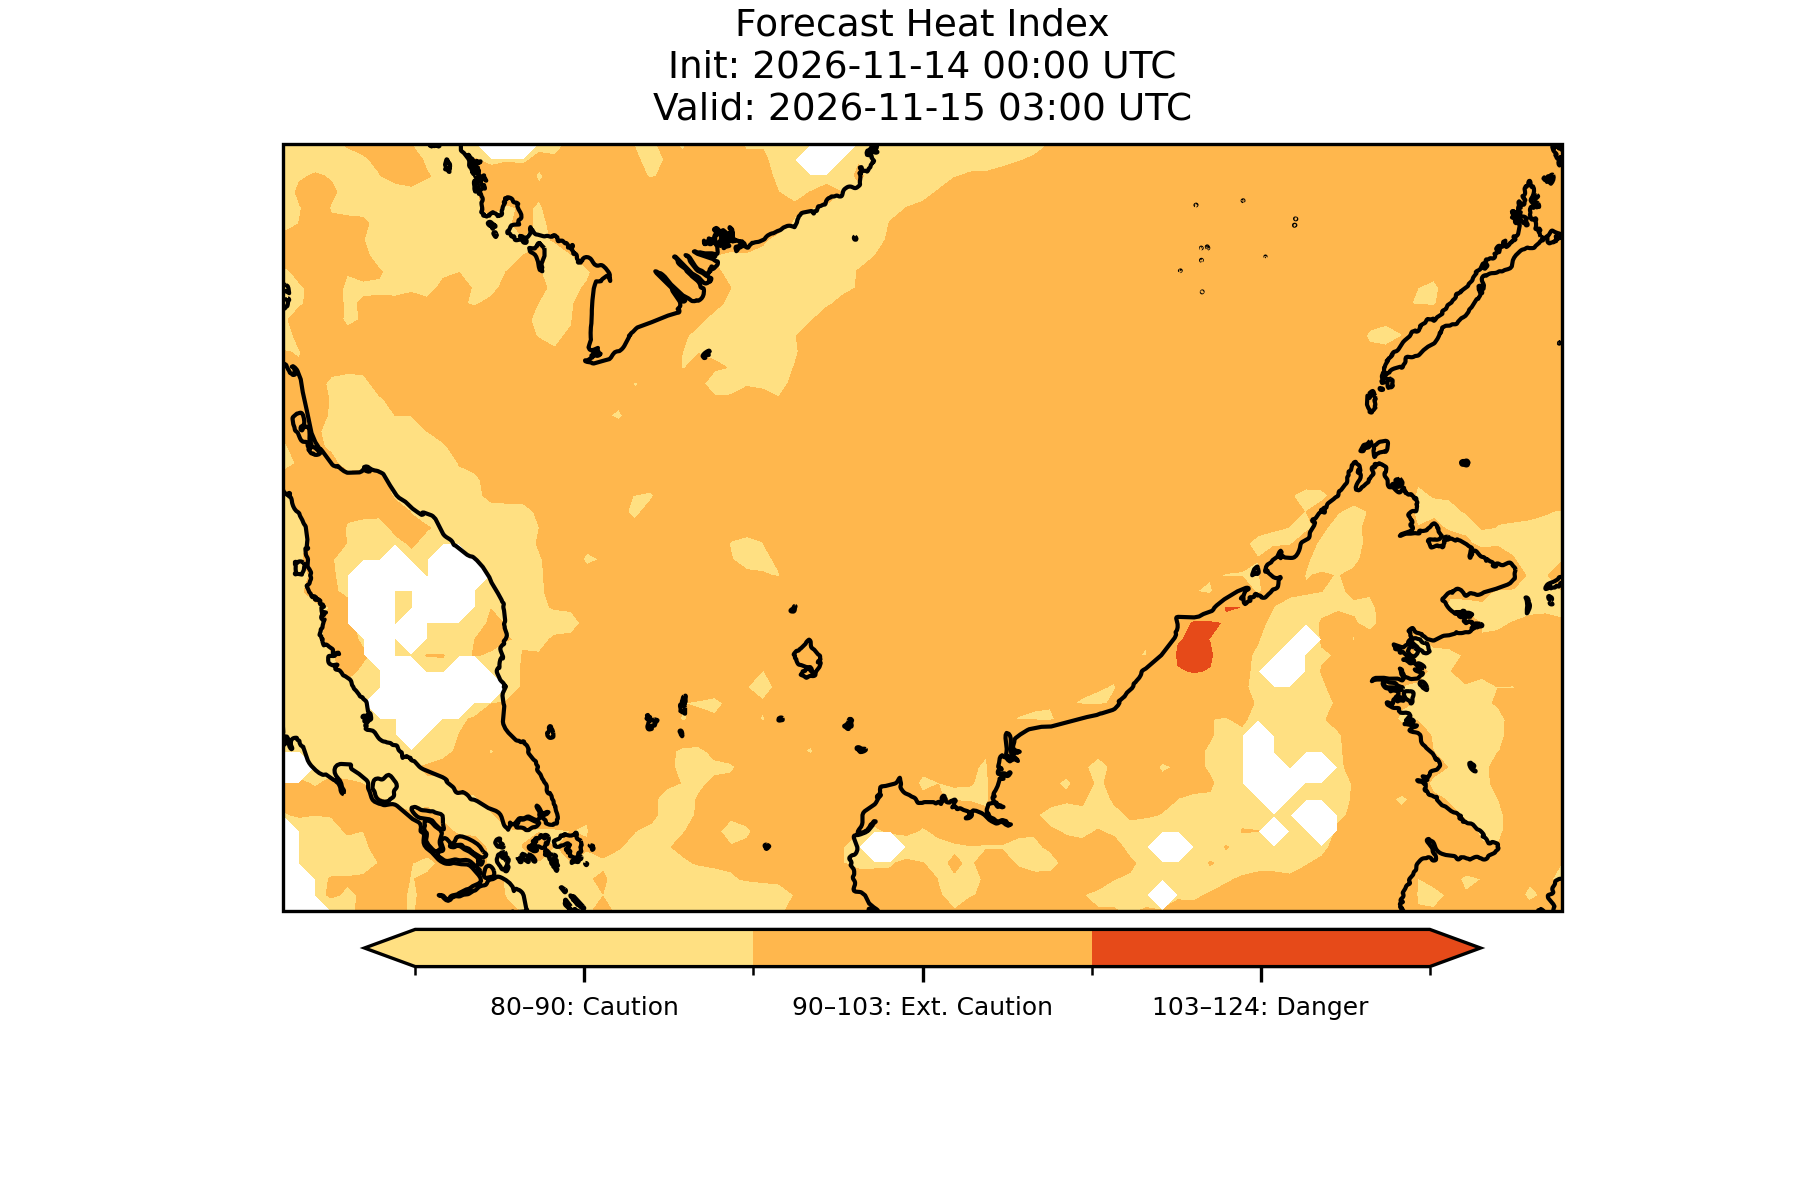 Forecast Heat Index
Init: 2026-11-14 00:00 UTC
Valid: 2026-11-15 03:00 UTC
80–90: Caution
90–103: Ext. Caution
103–124: Danger